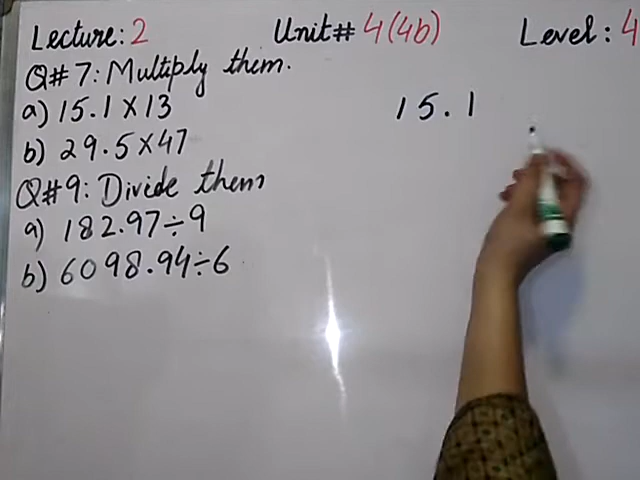 Lecture: 2 Unit# 4(4b) Level: 4
Q# 7: Multiply them.
a) 15.1 x 13
b) 29.5 x 47
Q# 9: Divide them
a) 182.97 ÷ 9
b) 6098.94 ÷ 6
15.1